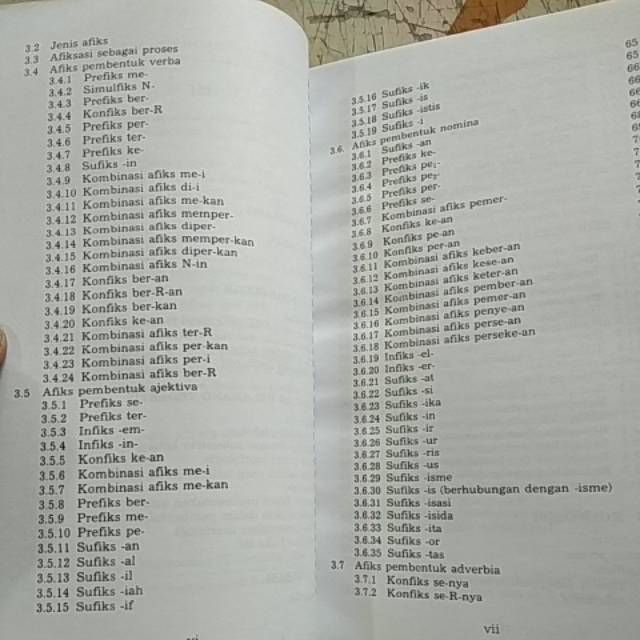 3.2 Jenis afiks
3.3 Afiksasi sebagai proses
3.4 Afiks pembentuk verba
3.4.1 Prefiks me-
3.4.2 Simulfiks N-
3.4.3 Prefiks ber-
3.4.4 Konfiks ber-R
3.4.5 Prefiks per-
3.4.6 Prefiks ter-
3.4.7 Prefiks ke-
3.4.8 Sufiks -in
3.4.9 Kombinasi afiks me-i
3.4.10 Kombinasi afiks di-i
3.4.11 Kombinasi afiks me-kan
3.4.12 Kombinasi afiks memper-
3.4.13 Kombinasi afiks diper-
3.4.14 Kombinasi afiks memper-kan
3.4.15 Kombinasi afiks diper-kan
3.4.16 Kombinasi afiks N-in
3.4.17 Konfiks ber-an
3.4.18 Konfiks ber-R-an
3.4.19 Konfiks ber-kan
3.4.20 Konfiks ke-an
3.4.21 Kombinasi afiks ter-R
3.4.22 Kombinasi afiks per-kan
3.4.23 Kombinasi afiks per-i
3.4.24 Kombinasi afiks ber-R
3.5 Afiks pembentuk ajektiva
3.5.1 Prefiks se-
3.5.2 Prefiks ter-
3.5.3 Infiks -em-
3.5.4 Infiks -in-
3.5.5 Konfiks ke-an
3.5.6 Kombinasi afiks me-i
3.5.7 Kombinasi afiks me-kan
3.5.8 Prefiks ber-
3.5.9 Prefiks me-
3.5.10 Prefiks pe-
3.5.11 Sufiks -an
3.5.12 Sufiks -al
3.5.13 Sufiks -il
3.5.14 Sufiks -iah
3.5.15 Sufiks -if
3.5.16 Sufiks -ik
3.5.17 Sufiks -is
3.5.18 Sufiks -istis
3.5.19 Sufiks -i
3.6. Afiks pembentuk nomina
3.6.1 Sufiks -an
3.6.2 Prefiks ke-
3.6.3 Prefiks pe₁-
3.6.4 Prefiks pe₂-
3.6.5 Prefiks per-
3.6.6 Prefiks se-
3.6.7 Kombinasi afiks pemer-
3.6.8 Konfiks ke-an
3.6.9 Konfiks pe-an
3.6.10 Konfiks per-an
3.6.11 Kombinasi afiks keber-an
3.6.12 Kombinasi afiks kese-an
3.6.13 Kombinasi afiks keter-an
3.6.14 Kombinasi afiks pember-an
3.6.15 Kombinasi afiks pemer-an
3.6.16 Kombinasi afiks penye-an
3.6.17 Kombinasi afiks perse-an
3.6.18 Kombinasi afiks perseke-an
3.6.19 Infiks -el-
3.6.20 Infiks -er-
3.6.21 Sufiks -at
3.6.22 Sufiks -si
3.6.23 Sufiks -ika
3.6.24 Sufiks -in
3.6.25 Sufiks -ir
3.6.26 Sufiks -ur
3.6.27 Sufiks -ris
3.6.28 Sufiks -us
3.6.29 Sufiks -isme
3.6.30 Sufiks -is (berhubungan dengan -isme)
3.6.31 Sufiks -isasi
3.6.32 Sufiks -isida
3.6.33 Sufiks -ita
3.6.34 Sufiks -or
3.6.35 Sufiks -tas
3.7 Afiks pembentuk adverbia
3.7.1 Konfiks se-nya
3.7.2 Konfiks se-R-nya
vii